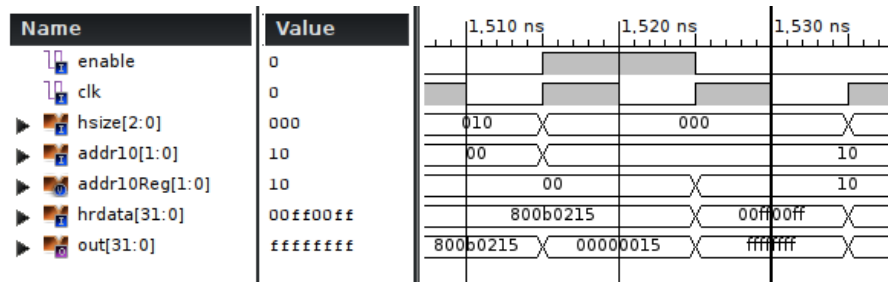 Name Value 1,510 ns 1,520 ns 1,530 ns
enable 0
clk 0
hsize[2:0] 000 010 000
addr10[1:0] 10 00 10
addr10Reg[1:0] 10 00 10
hrdata[31:0] 00ff00ff 800b0215 00ff00ff
out[31:0] ffffffff 800b0215 00000015 ffffffff